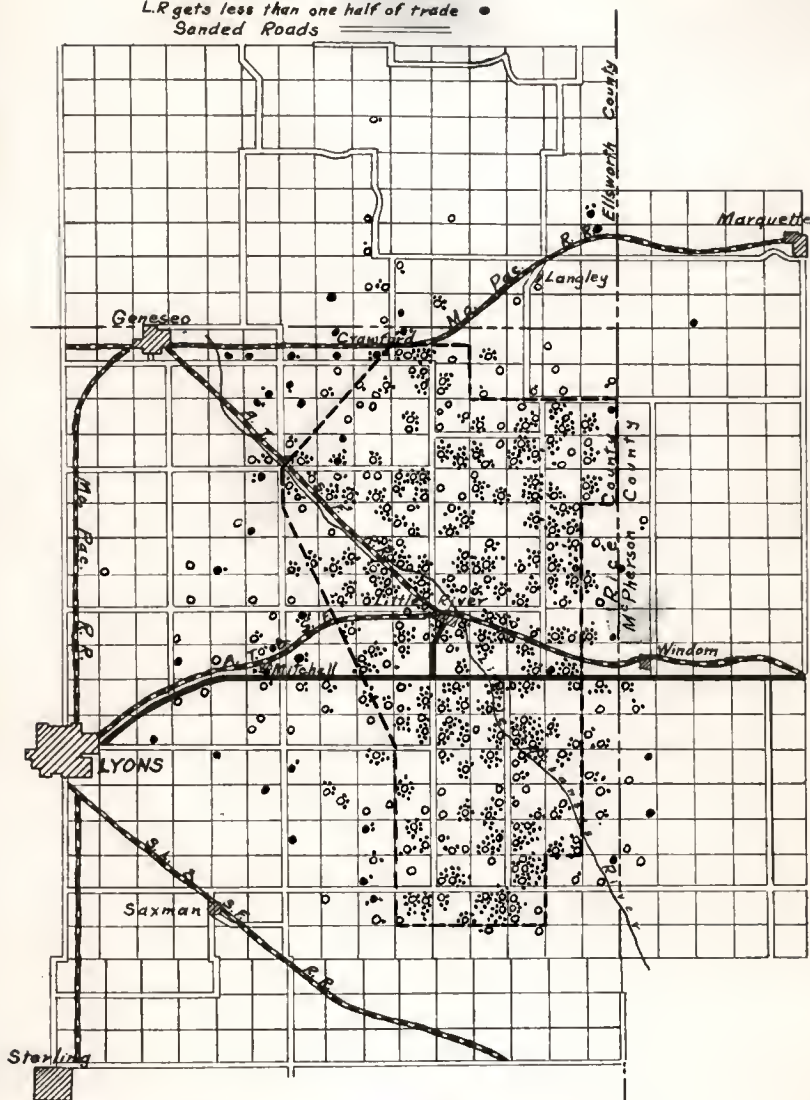 L.R gets less than one half of trade
Sanded Roads
Ellsworth County
Marquette
Mo. Pac. R. R.
Langley
Geneseo
Crawford
A. T.
Rice County
McPherson County
Mo. Pac. R. R.
Little River
A. T. & S.
Windom
Mitchell
LYONS
S. L. & S. F. R. R.
Saxman
River
Sterling